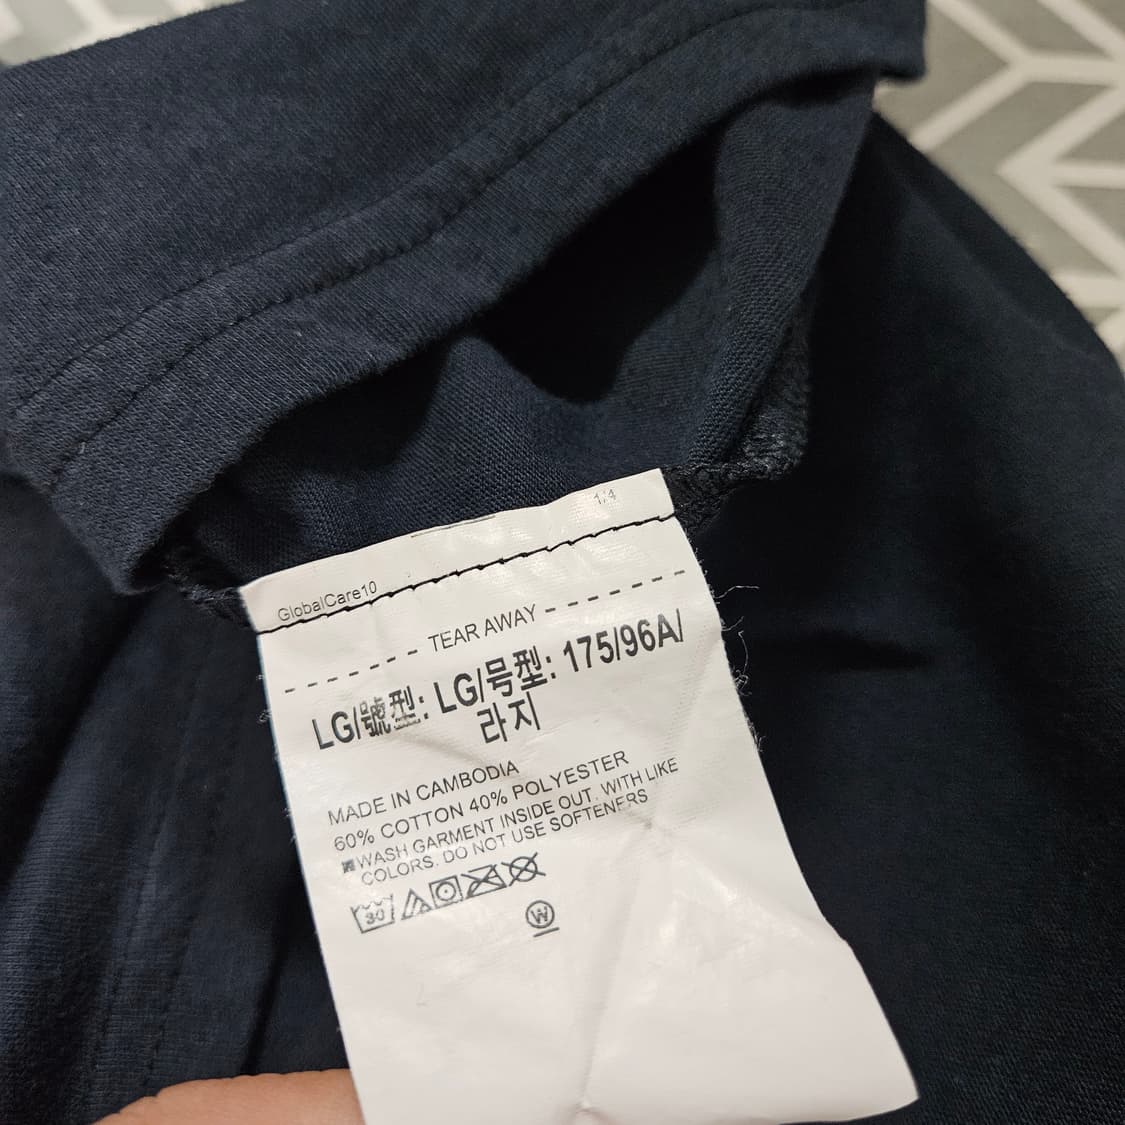 1/4
GlobalCare10
TEAR AWAY
LG/號型: LG/号型: 175/96A/
라지
MADE IN CAMBODIA
60% COTTON 40% POLYESTER
WASH GARMENT INSIDE OUT. WITH LIKE
COLORS. DO NOT USE SOFTENERS
30
W